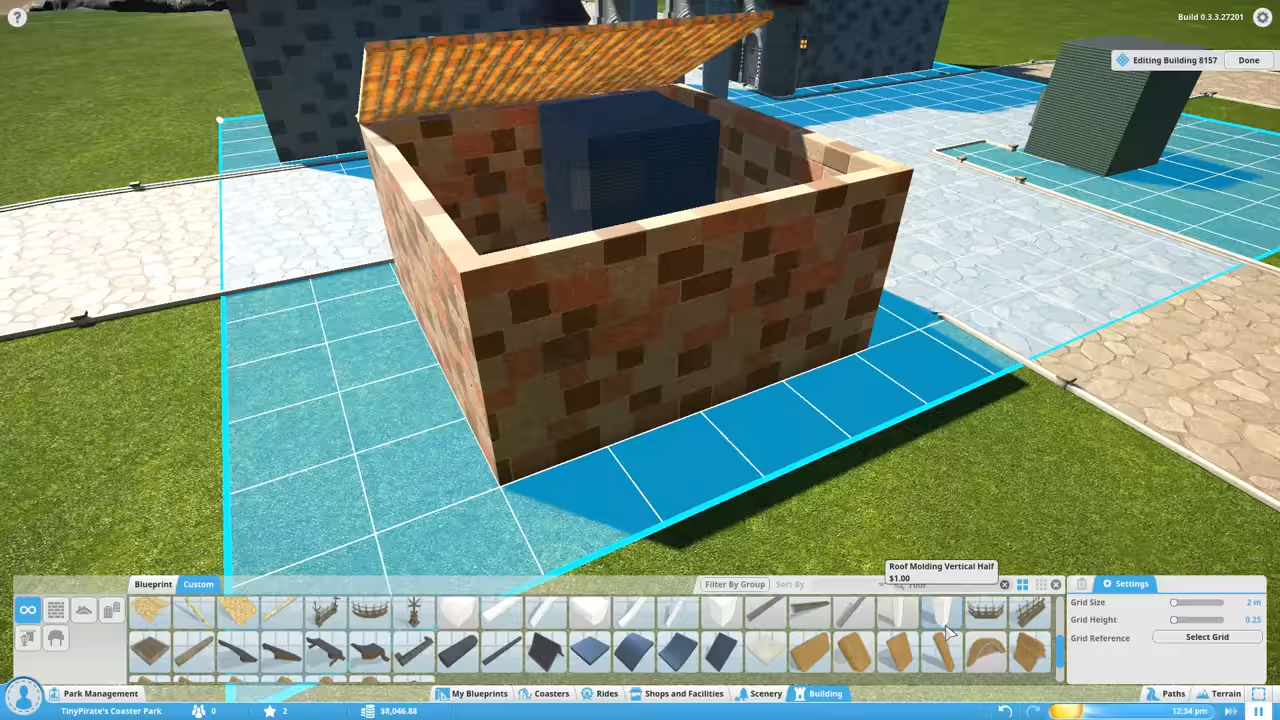 ?
Build 0.3.3.27201
Editing Building 8157
Done
Roof Molding Vertical Half
$1.00
Blueprint
Custom
Filter By Group
Sort By
Settings
Grid Size
2 m
Grid Height
0.25
Grid Reference
Select Grid
Park Management
My Blueprints
Coasters
Rides
Shops and Facilities
Scenery
Building
Paths
Terrain
TinyPirate's Coaster Park
0
2
$8,046.88
12:34 pm